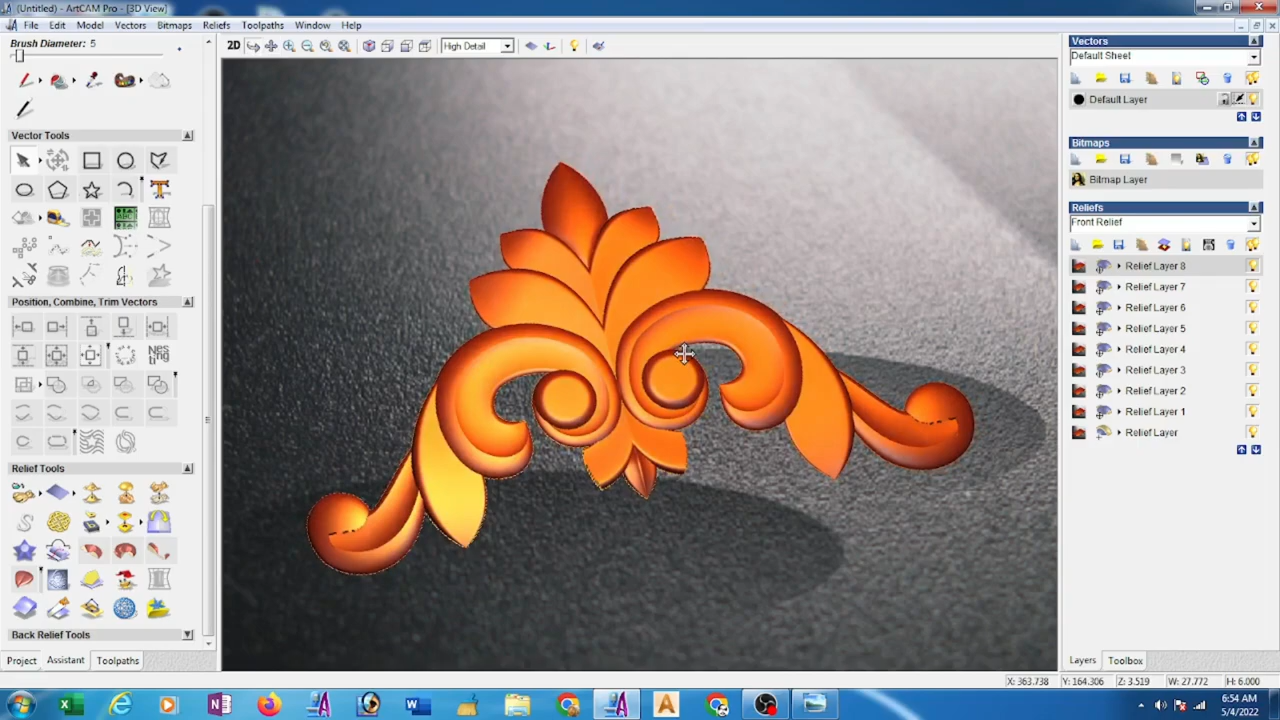 (Untitled) - ArtCAM Pro - [3D View]
File Edit Model Vectors Bitmaps Reliefs Toolpaths Window Help
Brush Diameter: 5
2D
High Detail
Vector Tools
Position, Combine, Trim Vectors
Relief Tools
Back Relief Tools
Project Assistant Toolpaths
Vectors
Default Sheet
Default Layer
Bitmaps
Bitmap Layer
Reliefs
Front Relief
Relief Layer 8
Relief Layer 7
Relief Layer 6
Relief Layer 5
Relief Layer 4
Relief Layer 3
Relief Layer 2
Relief Layer 1
Relief Layer
Layers Toolbox
X: 363.738 Y: 164.306 Z: 3.519 W: 27.772 H: 6.000
6:54 AM
5/4/2022